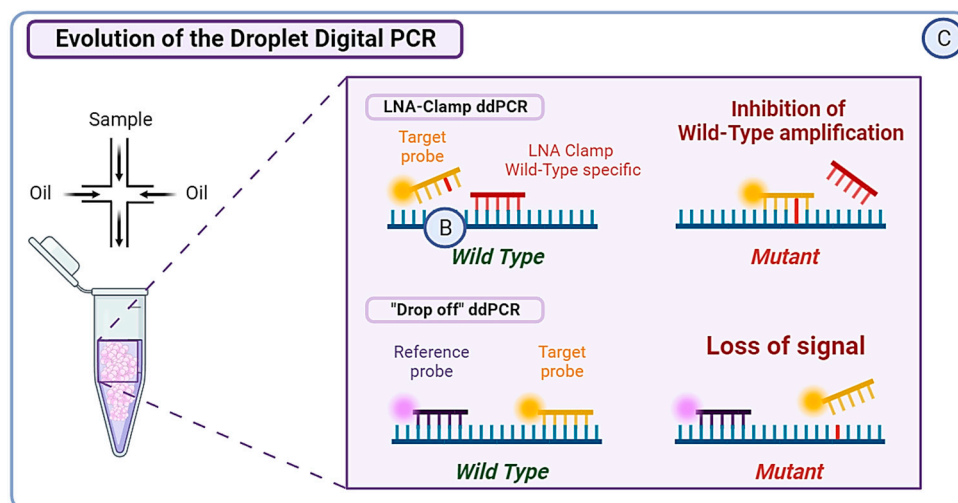 Evolution of the Droplet Digital PCR
C
Sample
Oil
Oil
LNA-Clamp ddPCR
Target
probe
LNA Clamp
Wild-Type specific
B
Wild Type
Inhibition of
Wild-Type amplification
Mutant
"Drop off" ddPCR
Reference
probe
Target
probe
Wild Type
Loss of signal
Mutant